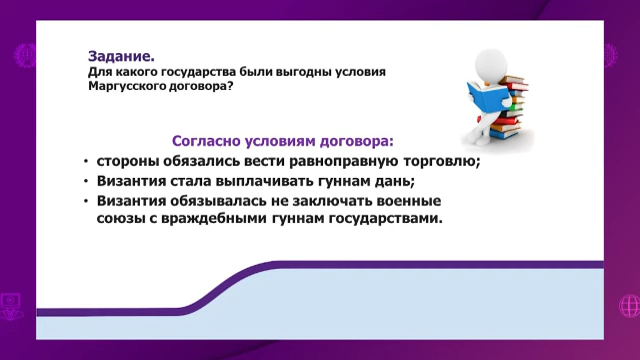 Задание.
Для какого государства были выгодны условия
Маргусского договора?
Согласно условиям договора:
• стороны обязались вести равноправную торговлю;
• Византия стала выплачивать гуннам дань;
• Византия обязывалась не заключать военные
союзы с враждебными гуннам государствами.